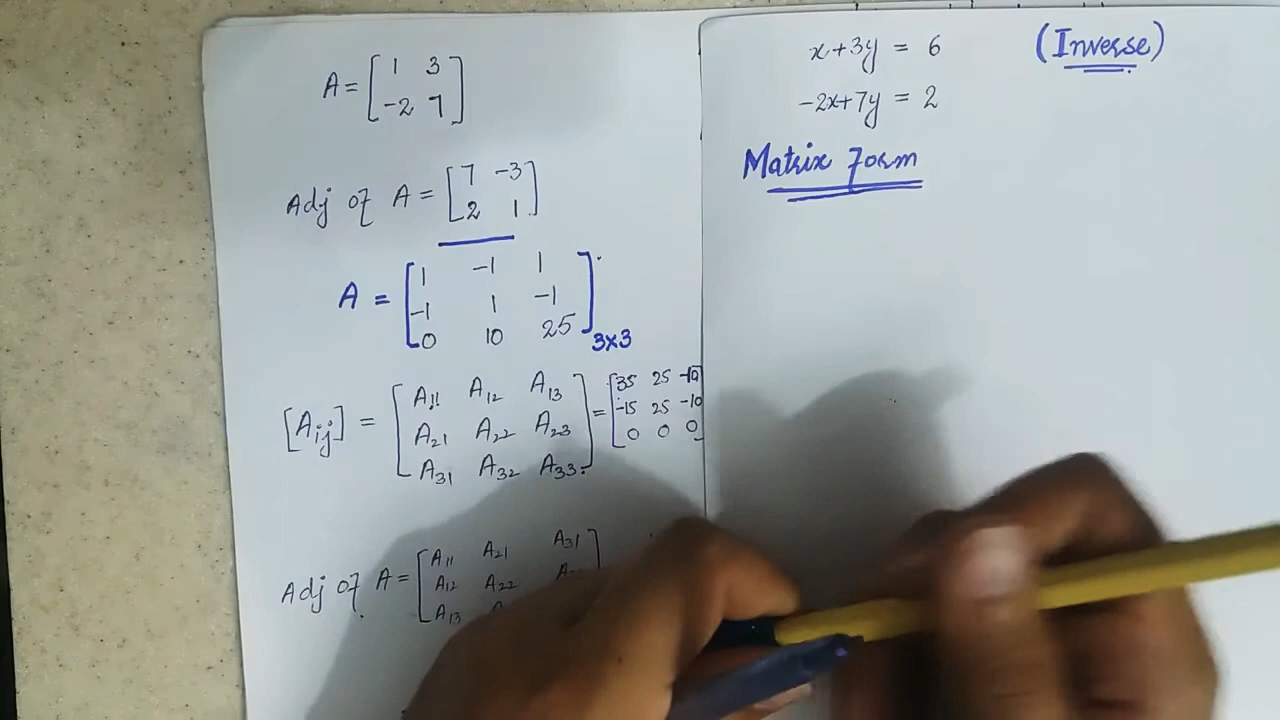 A = [ 1 3
-2 7 ]
Adj of A = [ 7 -3
2 1 ]
A = [ 1 -1 1
-1 1 -1
0 10 25 ] 3x3
[Aij] = [ A11 A12 A13
A21 A22 A23
A31 A32 A33 ] = [ 35 25 -10
-15 25 -10
0 0 0 ]
Adj of A = [ A11 A21 A31
A12 A22
A13
x+3y = 6 (Inverse)
-2x+7y = 2
Matrix Form